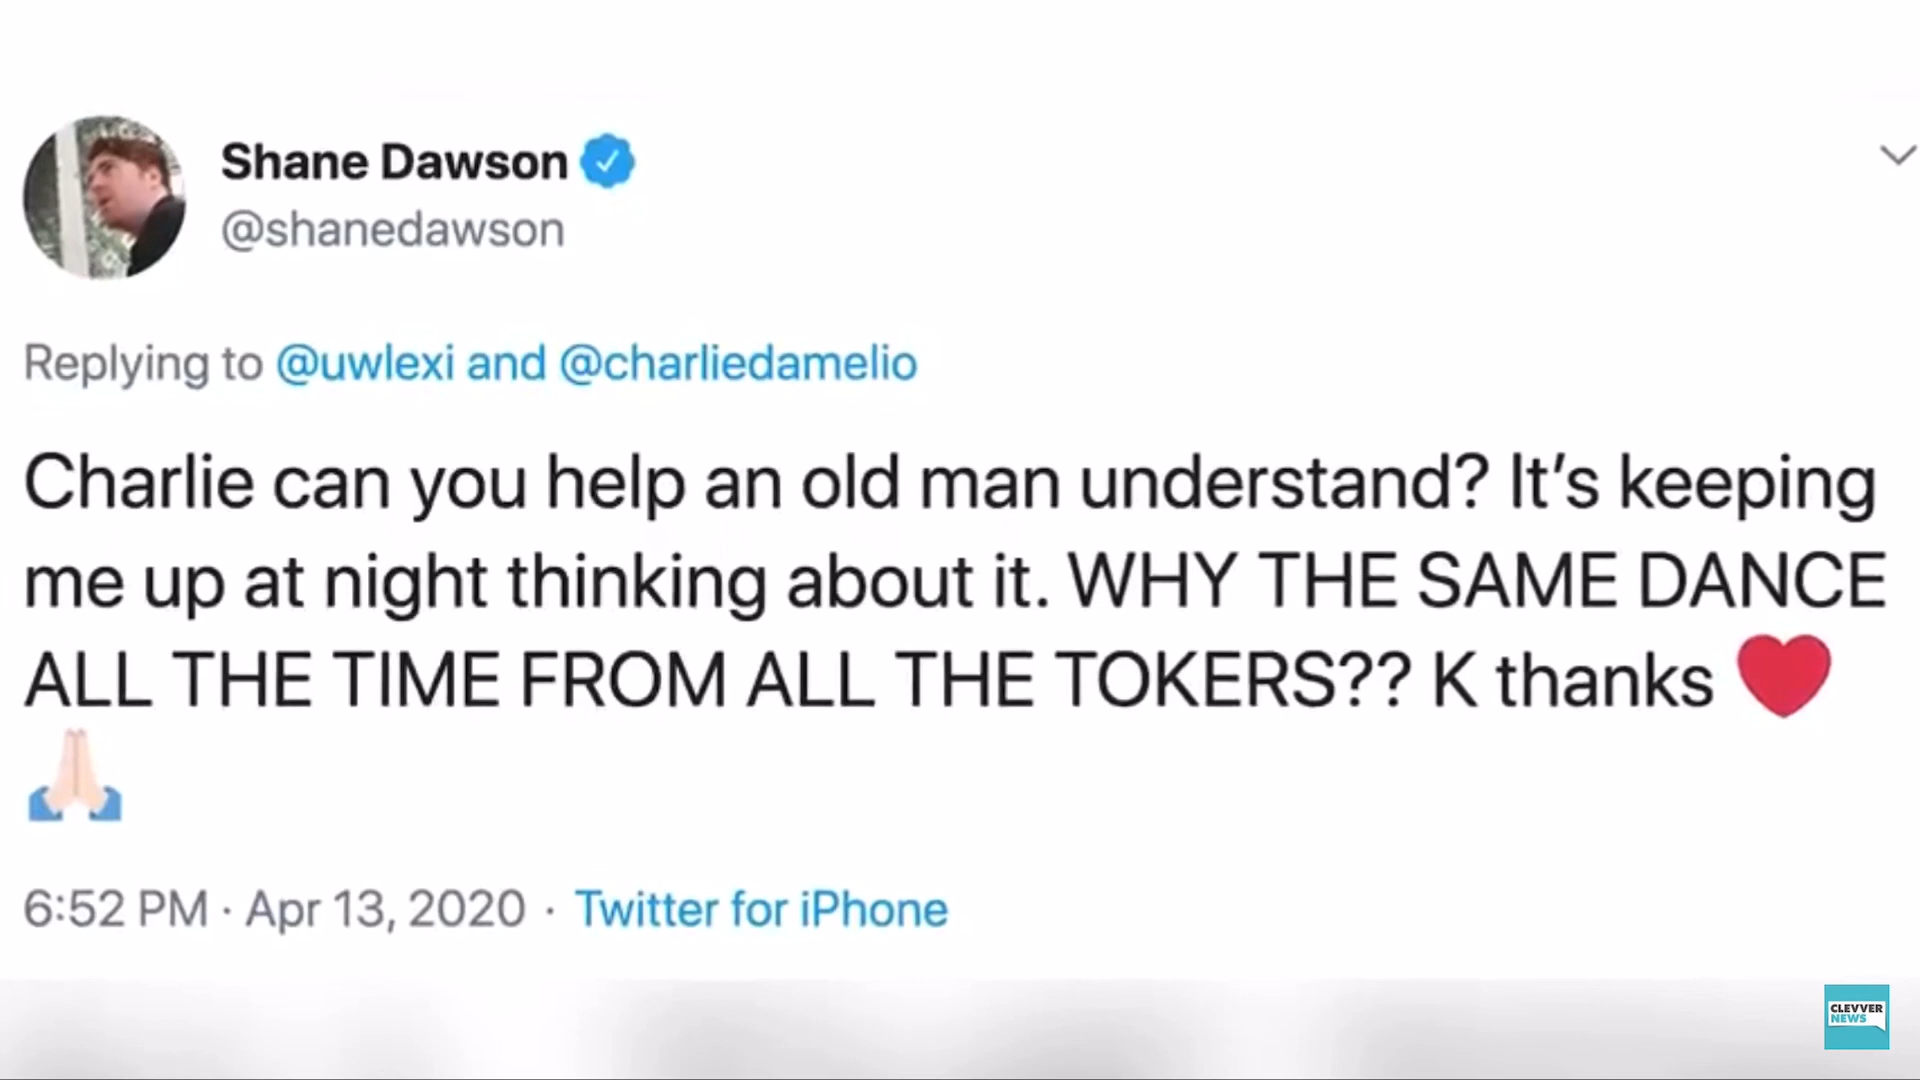 Shane Dawson
@shanedawson
Replying to @uwlexi and @charliedamelio
Charlie can you help an old man understand? It's keeping
me up at night thinking about it. WHY THE SAME DANCE
ALL THE TIME FROM ALL THE TOKERS?? K thanks ❤️
🙏🏻
6:52 PM · Apr 13, 2020 · Twitter for iPhone
CLEVVER
NEWS